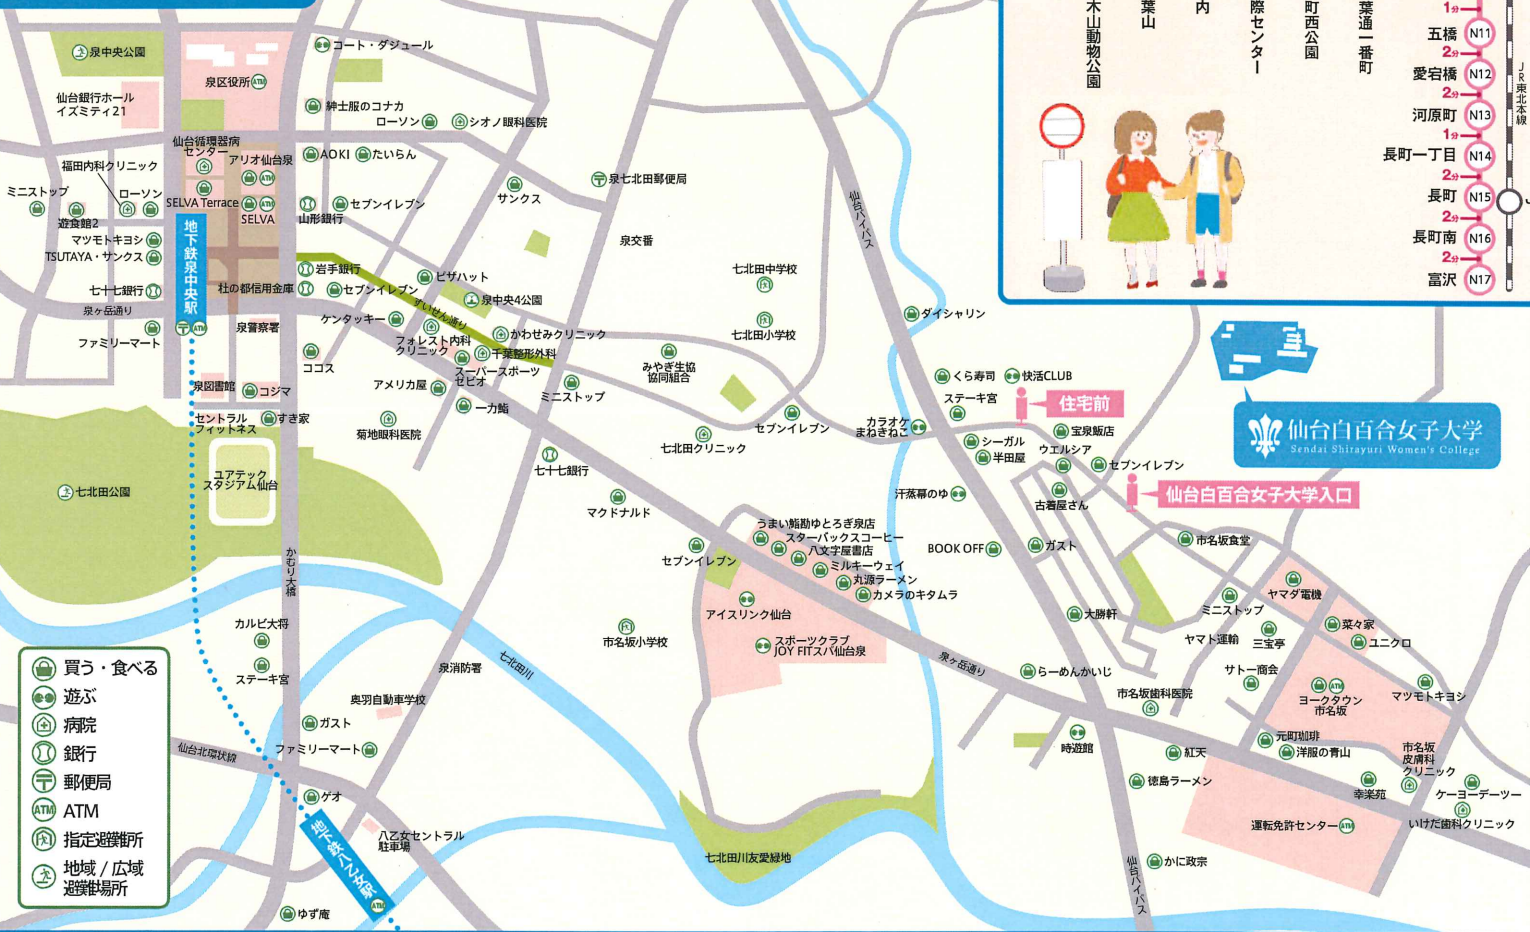 泉中央公園
コート・ダジュール
泉区役所
ATM
仙台銀行ホール
イズミティ21
紳士服のコナカ
ローソン
シオノ眼科医院
仙台循環器病
センター
アリオ仙台泉
ATM
AOKI
たいらん
福田内科クリニック
ミニストップ
ローソン
遊食館2
SELVA Terrace
ATM
SELVA
山形銀行
セブンイレブン
サンクス
泉七北田郵便局
マツモトキヨシ
TSUTAYA・サンクス
七十七銀行
泉ヶ岳通り
ファミリーマート
地下鉄泉中央駅
ATM
泉交番
岩手銀行
杜の都信用金庫
セブンイレブン
ピザハット
泉中央4公園
すいせん通り
ケンタッキー
泉警察署
フォレスト内科
クリニック
かわせみクリニック
千葉整形外科
スーパースポーツ
ゼビオ
ココス
アメリカ屋
一力鮨
ミニストップ
泉図書館
コジマ
セントラル
フィットネス
すき家
菊地眼科医院
七十七銀行
みやぎ生協
協同組合
七北田中学校
七北田小学校
七北田クリニック
セブンイレブン
仙台バイパス
ダイシャリン
くら寿司
快活CLUB
ステーキ宮
カラオケ
まねきねこ
住宅前
宝泉飯店
シーガル
半田屋
ウエルシア
セブンイレブン
古着屋さん
仙台白百合女子大学入口
仙台白百合女子大学
Sendai Shirayuri Women's College
七北田公園
ユアテック
スタジアム仙台
マクドナルド
汗蒸幕のゆ
BOOK OFF
ガスト
市名坂食堂
うまい鮨勘ゆとろぎ泉店
スターバックスコーヒー
八文字屋書店
ミルキーウェイ
丸源ラーメン
カメラのキタムラ
セブンイレブン
アイスリンク仙台
スポーツクラブ
JOY FITスパ仙台泉
かむり大橋
カルビ大将
ステーキ宮
市名坂小学校
泉消防署
七北田川
奥羽自動車学校
ガスト
ファミリーマート
仙台北環状線
ゲオ
地下鉄八乙女駅
ATM
八乙女セントラル
駐車場
ゆず庵
七北田川友愛緑地
泉ヶ岳通り
大勝軒
らーめんかいじ
市名坂歯科医院
時遊館
紅天
徳島ラーメン
かに政宗
仙台バイパス
ヤマダ電機
ミニストップ
ヤマト運輸
三宝亭
菜々家
ユニクロ
サトー商会
ATM
ヨークタウン
市名坂
マツモトキヨシ
元町珈琲
洋服の青山
市名坂
皮膚科
クリニック
幸楽苑
ケーヨーデーツー
いけだ歯科クリニック
運転免許センター
ATM
買う・食べる
遊ぶ
病院
銀行
郵便局
ATM
ATM
指定避難所
地域 / 広域
避難場所
木山動物公園
葉山
内
際センター
町西公園
葉通一番町
1分
五橋
N11
2分
愛宕橋
N12
2分
河原町
N13
1分
長町一丁目
N14
2分
長町
N15
2分
長町南
N16
2分
富沢
N17
JR東北本線